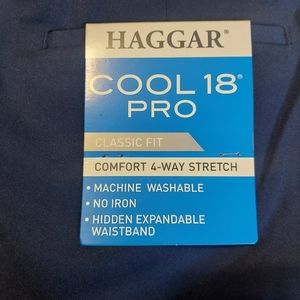 HAGGAR®
COOL 18®
PRO
CLASSIC FIT
COMFORT 4-WAY STRETCH
• MACHINE WASHABLE
• NO IRON
• HIDDEN EXPANDABLE
WAISTBAND